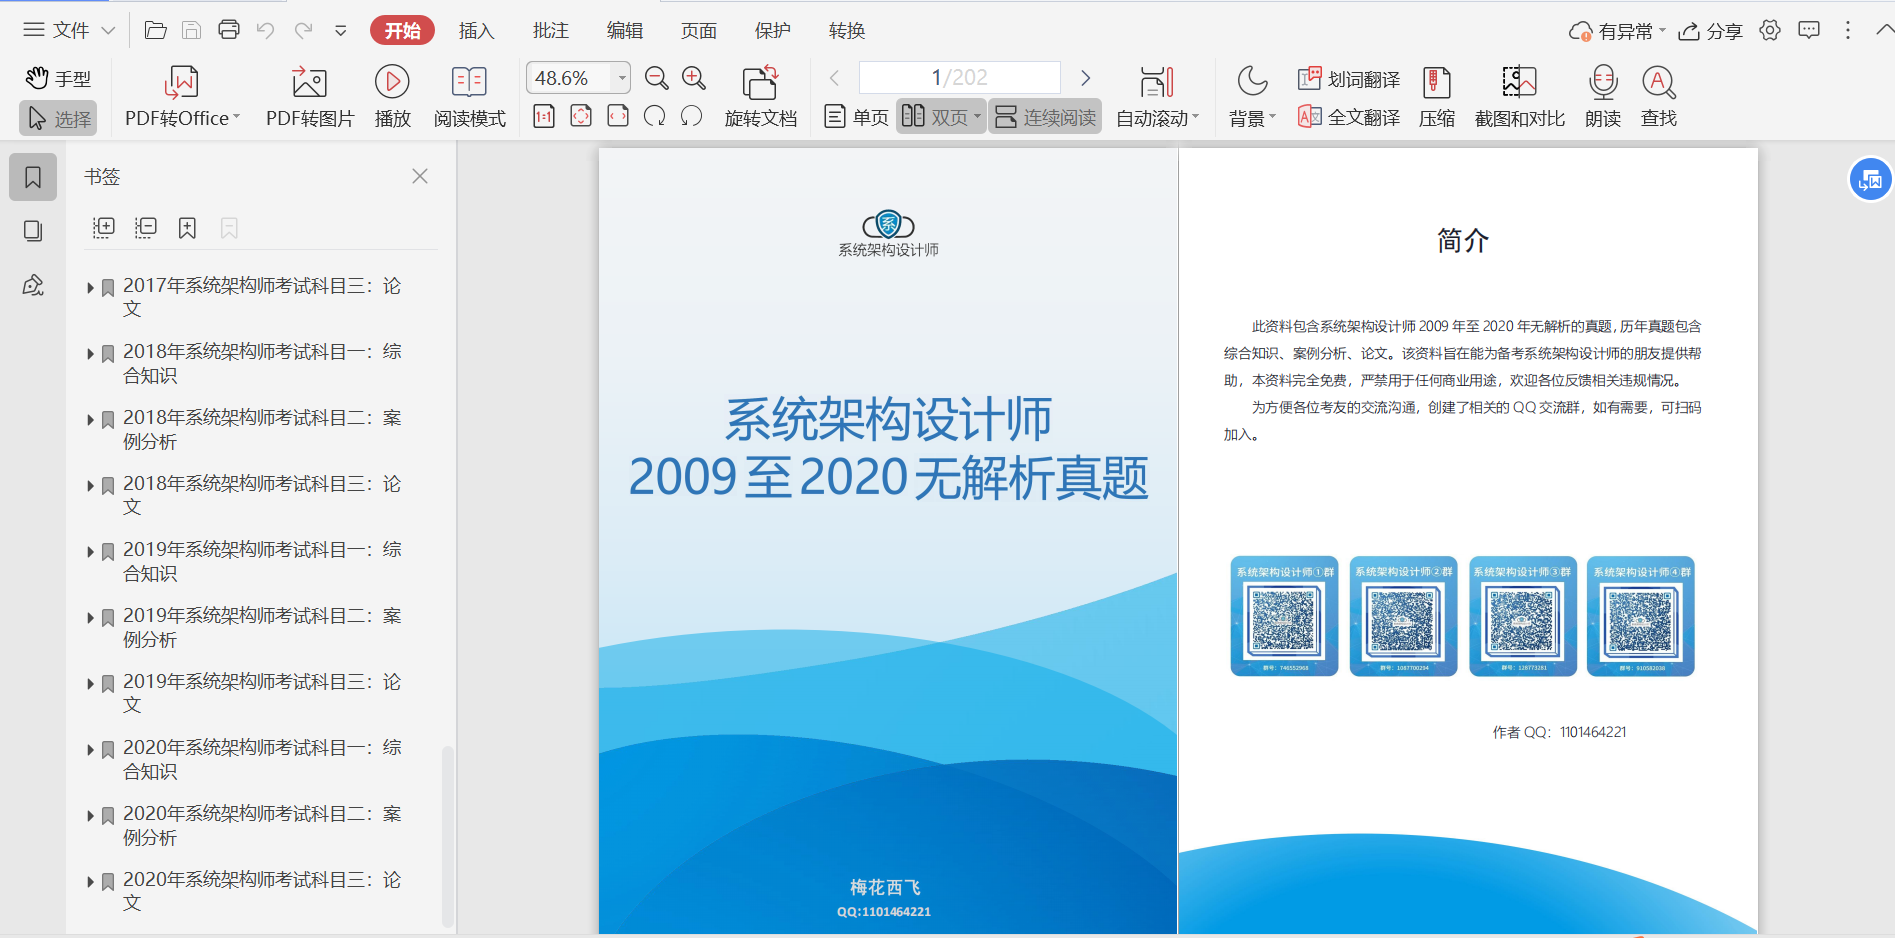 文件
开始
插入
批注
编辑
页面
保护
转换
有异常
分享
手型
选择
PDF转Office
PDF转图片
播放
阅读模式
48.6%
1:1
旋转文档
1/202
单页
双页
连续阅读
自动滚动
背景
划词翻译
全文翻译
压缩
截图和对比
朗读
查找
书签
2017年系统架构师考试科目三：论
文
2018年系统架构师考试科目一：综
合知识
2018年系统架构师考试科目二：案
例分析
2018年系统架构师考试科目三：论
文
2019年系统架构师考试科目一：综
合知识
2019年系统架构师考试科目二：案
例分析
2019年系统架构师考试科目三：论
文
2020年系统架构师考试科目一：综
合知识
2020年系统架构师考试科目二：案
例分析
2020年系统架构师考试科目三：论
文
系
系统架构设计师
系统架构设计师
2009至2020无解析真题
梅花西飞
QQ:1101464221
简介
此资料包含系统架构设计师 2009 年至 2020 年无解析的真题，历年真题包含
综合知识、案例分析、论文。该资料旨在能为备考系统架构设计师的朋友提供帮
助，本资料完全免费，严禁用于任何商业用途，欢迎各位反馈相关违规情况。
为方便各位考友的交流沟通，创建了相关的 QQ 交流群，如有需要，可扫码
加入。
系统架构设计师①群
系统架构设计师②群
系统架构设计师③群
系统架构设计师④群
群号：746552968
群号：1087700294
群号：128773281
群号：910582038
作者 QQ：1101464221